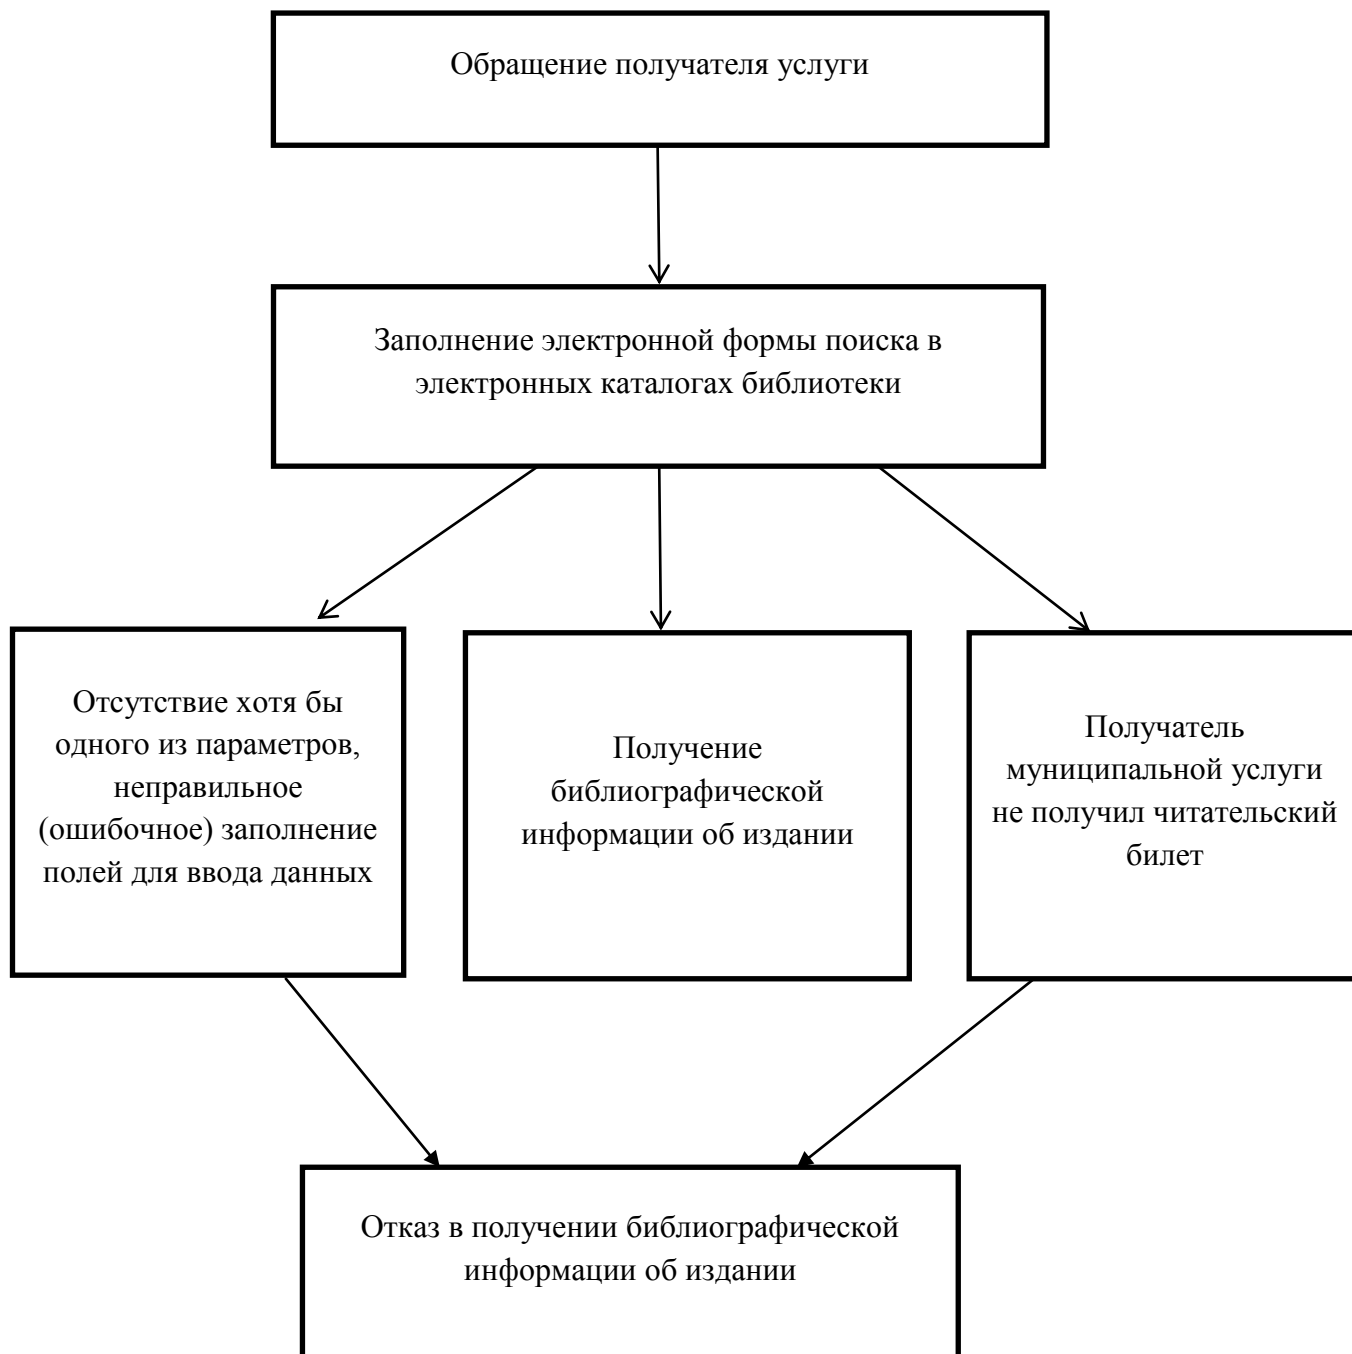 Обращение получателя услуги
Заполнение электронной формы поиска в
электронных каталогах библиотеки
Отсутствие хотя бы
одного из параметров,
неправильное
(ошибочное) заполнение
полей для ввода данных
Получение
библиографической
информации об издании
Получатель
муниципальной услуги
не получил читательский
билет
Отказ в получении библиографической
информации об издании